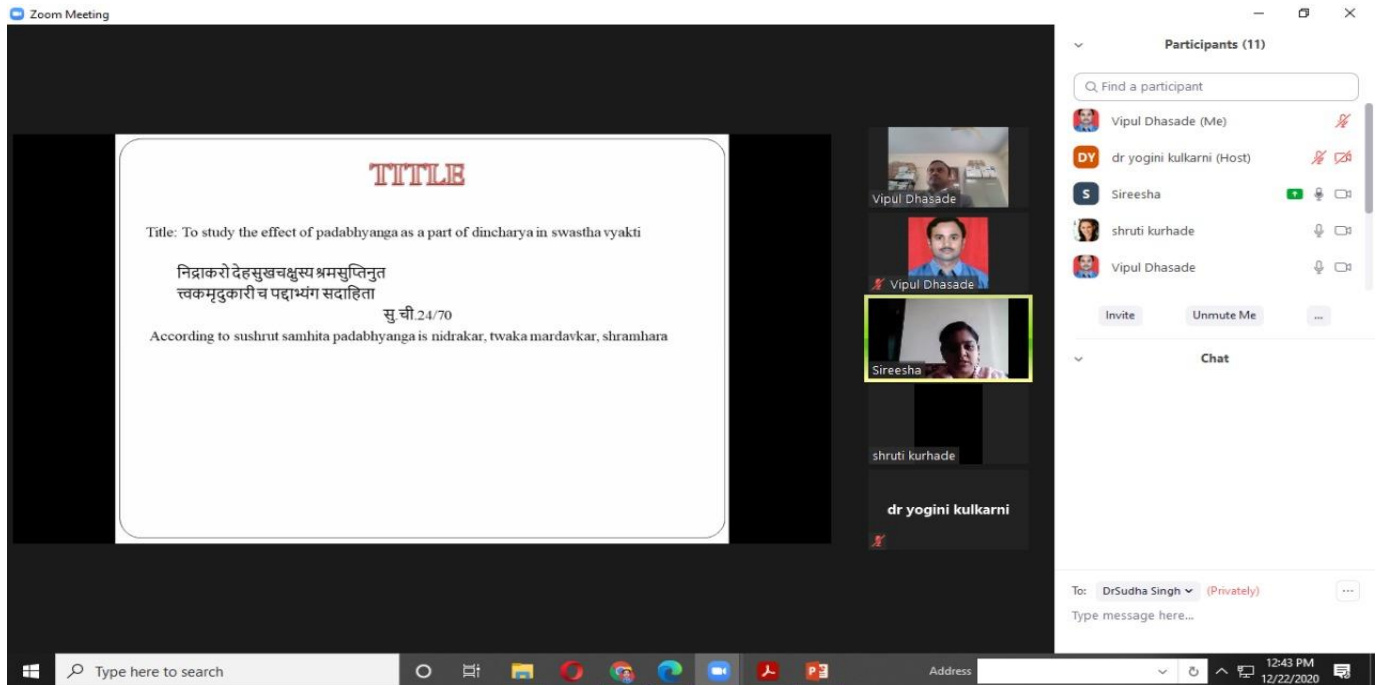 Zoom Meeting
TITLE
Title: To study the effect of padabhyanga as a part of dincharya in swastha vyakti
निद्राकरो देहसुखचक्षुस्य श्रमसुप्तिनुत
त्त्वकमृदुकारी च पद्दाभ्यंग सदाहिता
सु.ची.24/70
According to sushrut samhita padabhyanga is nidrakar, twaka mardavkar, shramhara
Vipul Dhasade
Vipul Dhasade
Sireesha
shruti kurhade
dr yogini kulkarni
Participants (11)
Find a participant
Vipul Dhasade (Me)
DY dr yogini kulkarni (Host)
S Sireesha
shruti kurhade
Vipul Dhasade
Invite Unmute Me ...
Chat
To: DrSudha Singh (Privately) ...
Type message here...
Type here to search Address 12:43 PM
12/22/2020